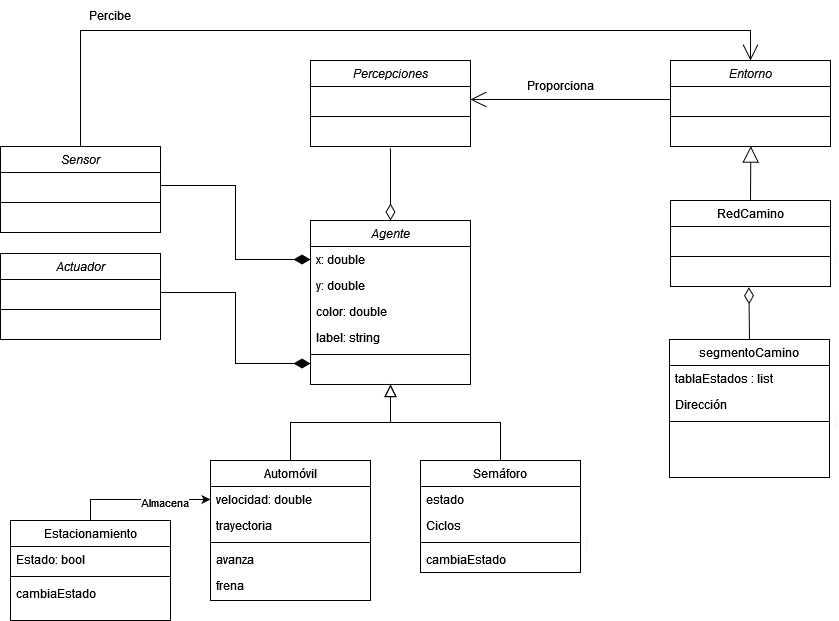 Percibe
Percepciones
Entorno
Proporciona
Sensor
RedCamino
Agente
x: double
y: double
color: double
label: string
Actuador
segmentoCamino
tablaEstados : list
Dirección
Automóvil
velocidad: double
trayectoria
avanza
frena
Semáforo
estado
Ciclos
cambiaEstado
Almacena
Estacionamiento
Estado: bool
cambiaEstado